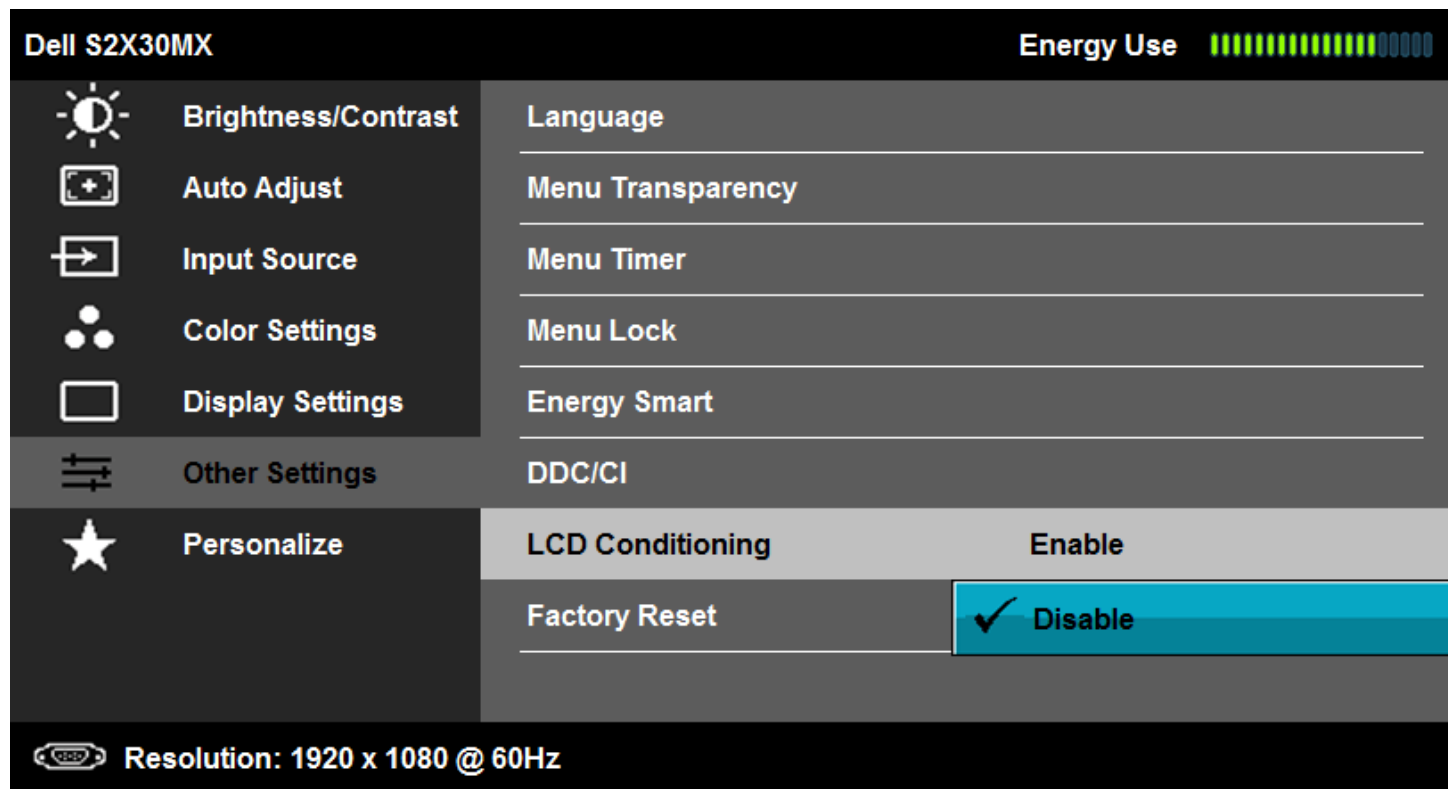 Dell S2X30MX Energy Use
Brightness/Contrast Language
Auto Adjust Menu Transparency
Input Source Menu Timer
Color Settings Menu Lock
Display Settings Energy Smart
Other Settings DDC/CI
Personalize LCD Conditioning Enable
Factory Reset Disable
Resolution: 1920 x 1080 @ 60Hz